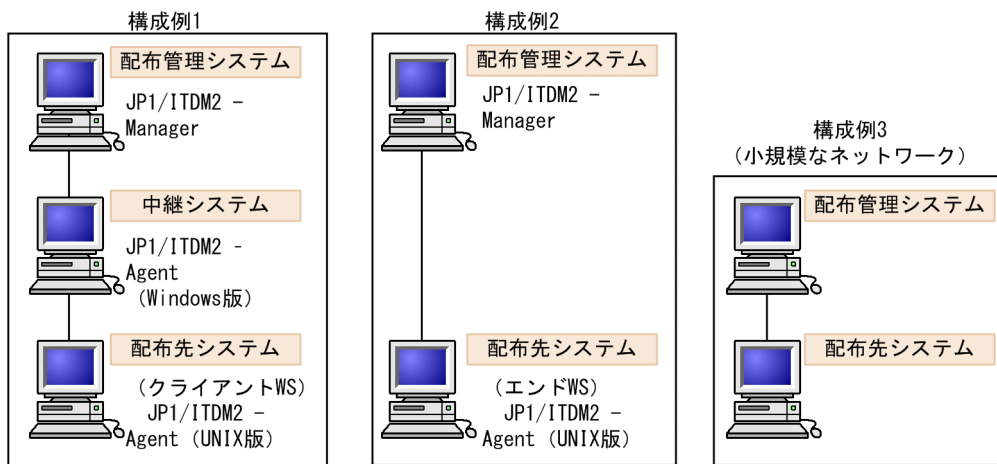 構成例1
配布管理システム
JP1/ITDM2 -
Manager
中継システム
JP1/ITDM2 -
Agent
（Windows版）
配布先システム
（クライアントWS）
JP1/ITDM2 -
Agent（UNIX版）
構成例2
配布管理システム
JP1/ITDM2 -
Manager
配布先システム
（エンドWS）
JP1/ITDM2 -
Agent（UNIX版）
構成例3
（小規模なネットワーク）
配布管理システム
配布先システム